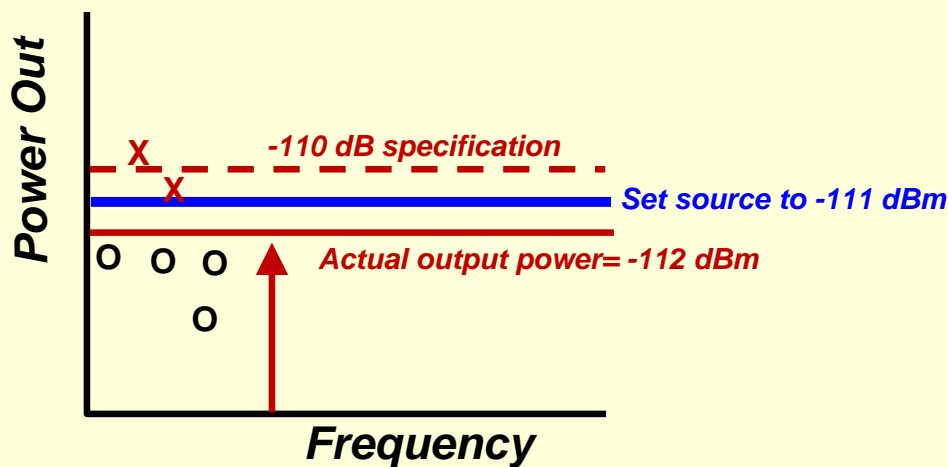 Power Out
X
-110 dB specification
X
Set source to -111 dBm
O O O
Actual output power= -112 dBm
O
Frequency